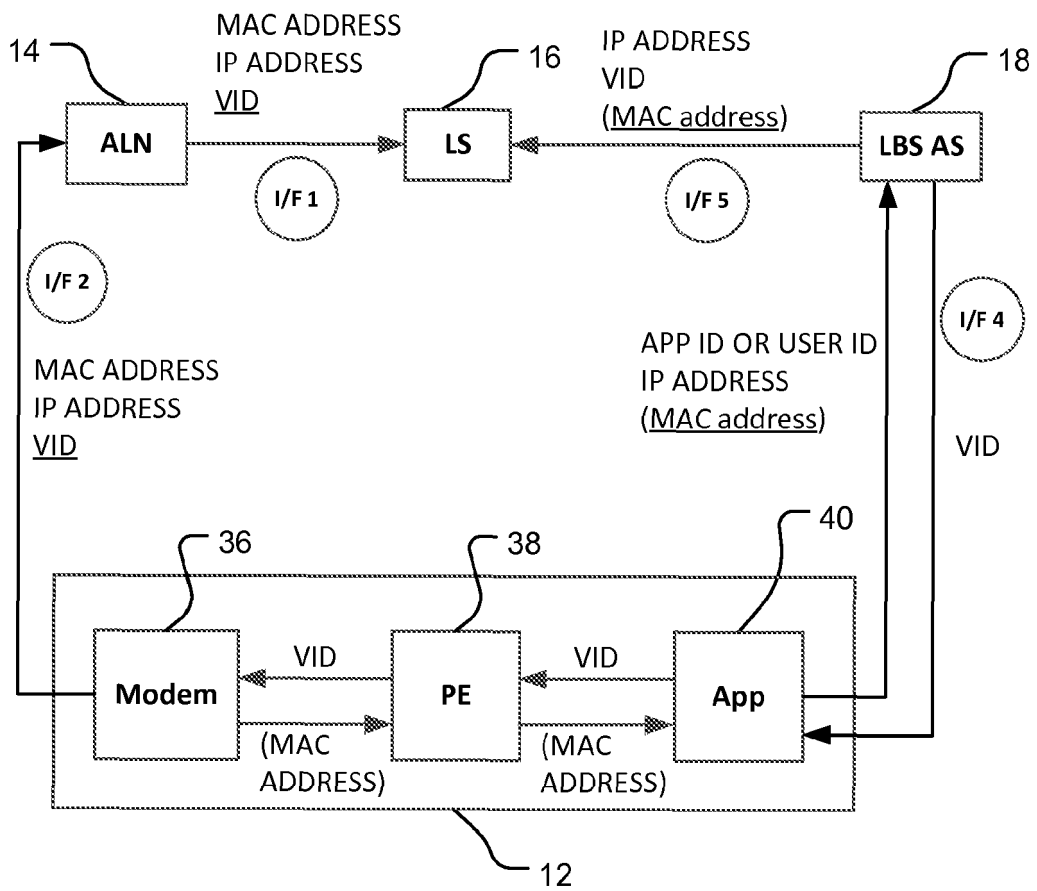 MAC ADDRESS
IP ADDRESS
VID
14
16
IP ADDRESS
VID
(MAC address)
18
ALN
LS
LBS AS
I/F 1
I/F 5
I/F 2
I/F 4
MAC ADDRESS
IP ADDRESS
VID
APP ID OR USER ID
IP ADDRESS
(MAC address)
VID
36
38
40
Modem
VID
PE
VID
App
(MAC
ADDRESS)
(MAC
ADDRESS)
12